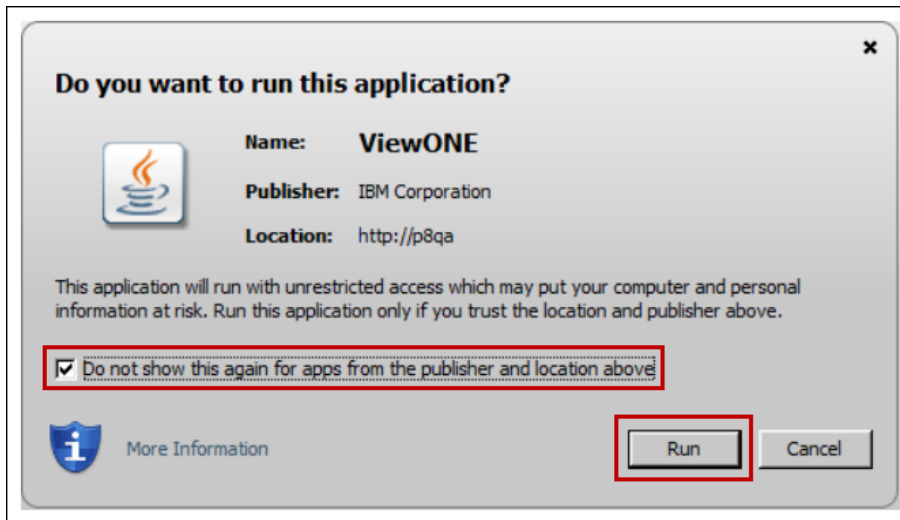 Do you want to run this application?
Name: ViewONE
Publisher: IBM Corporation
Location: http://p8qa
This application will run with unrestricted access which may put your computer and personal
information at risk. Run this application only if you trust the location and publisher above.
Do not show this again for apps from the publisher and location above
More Information Run Cancel